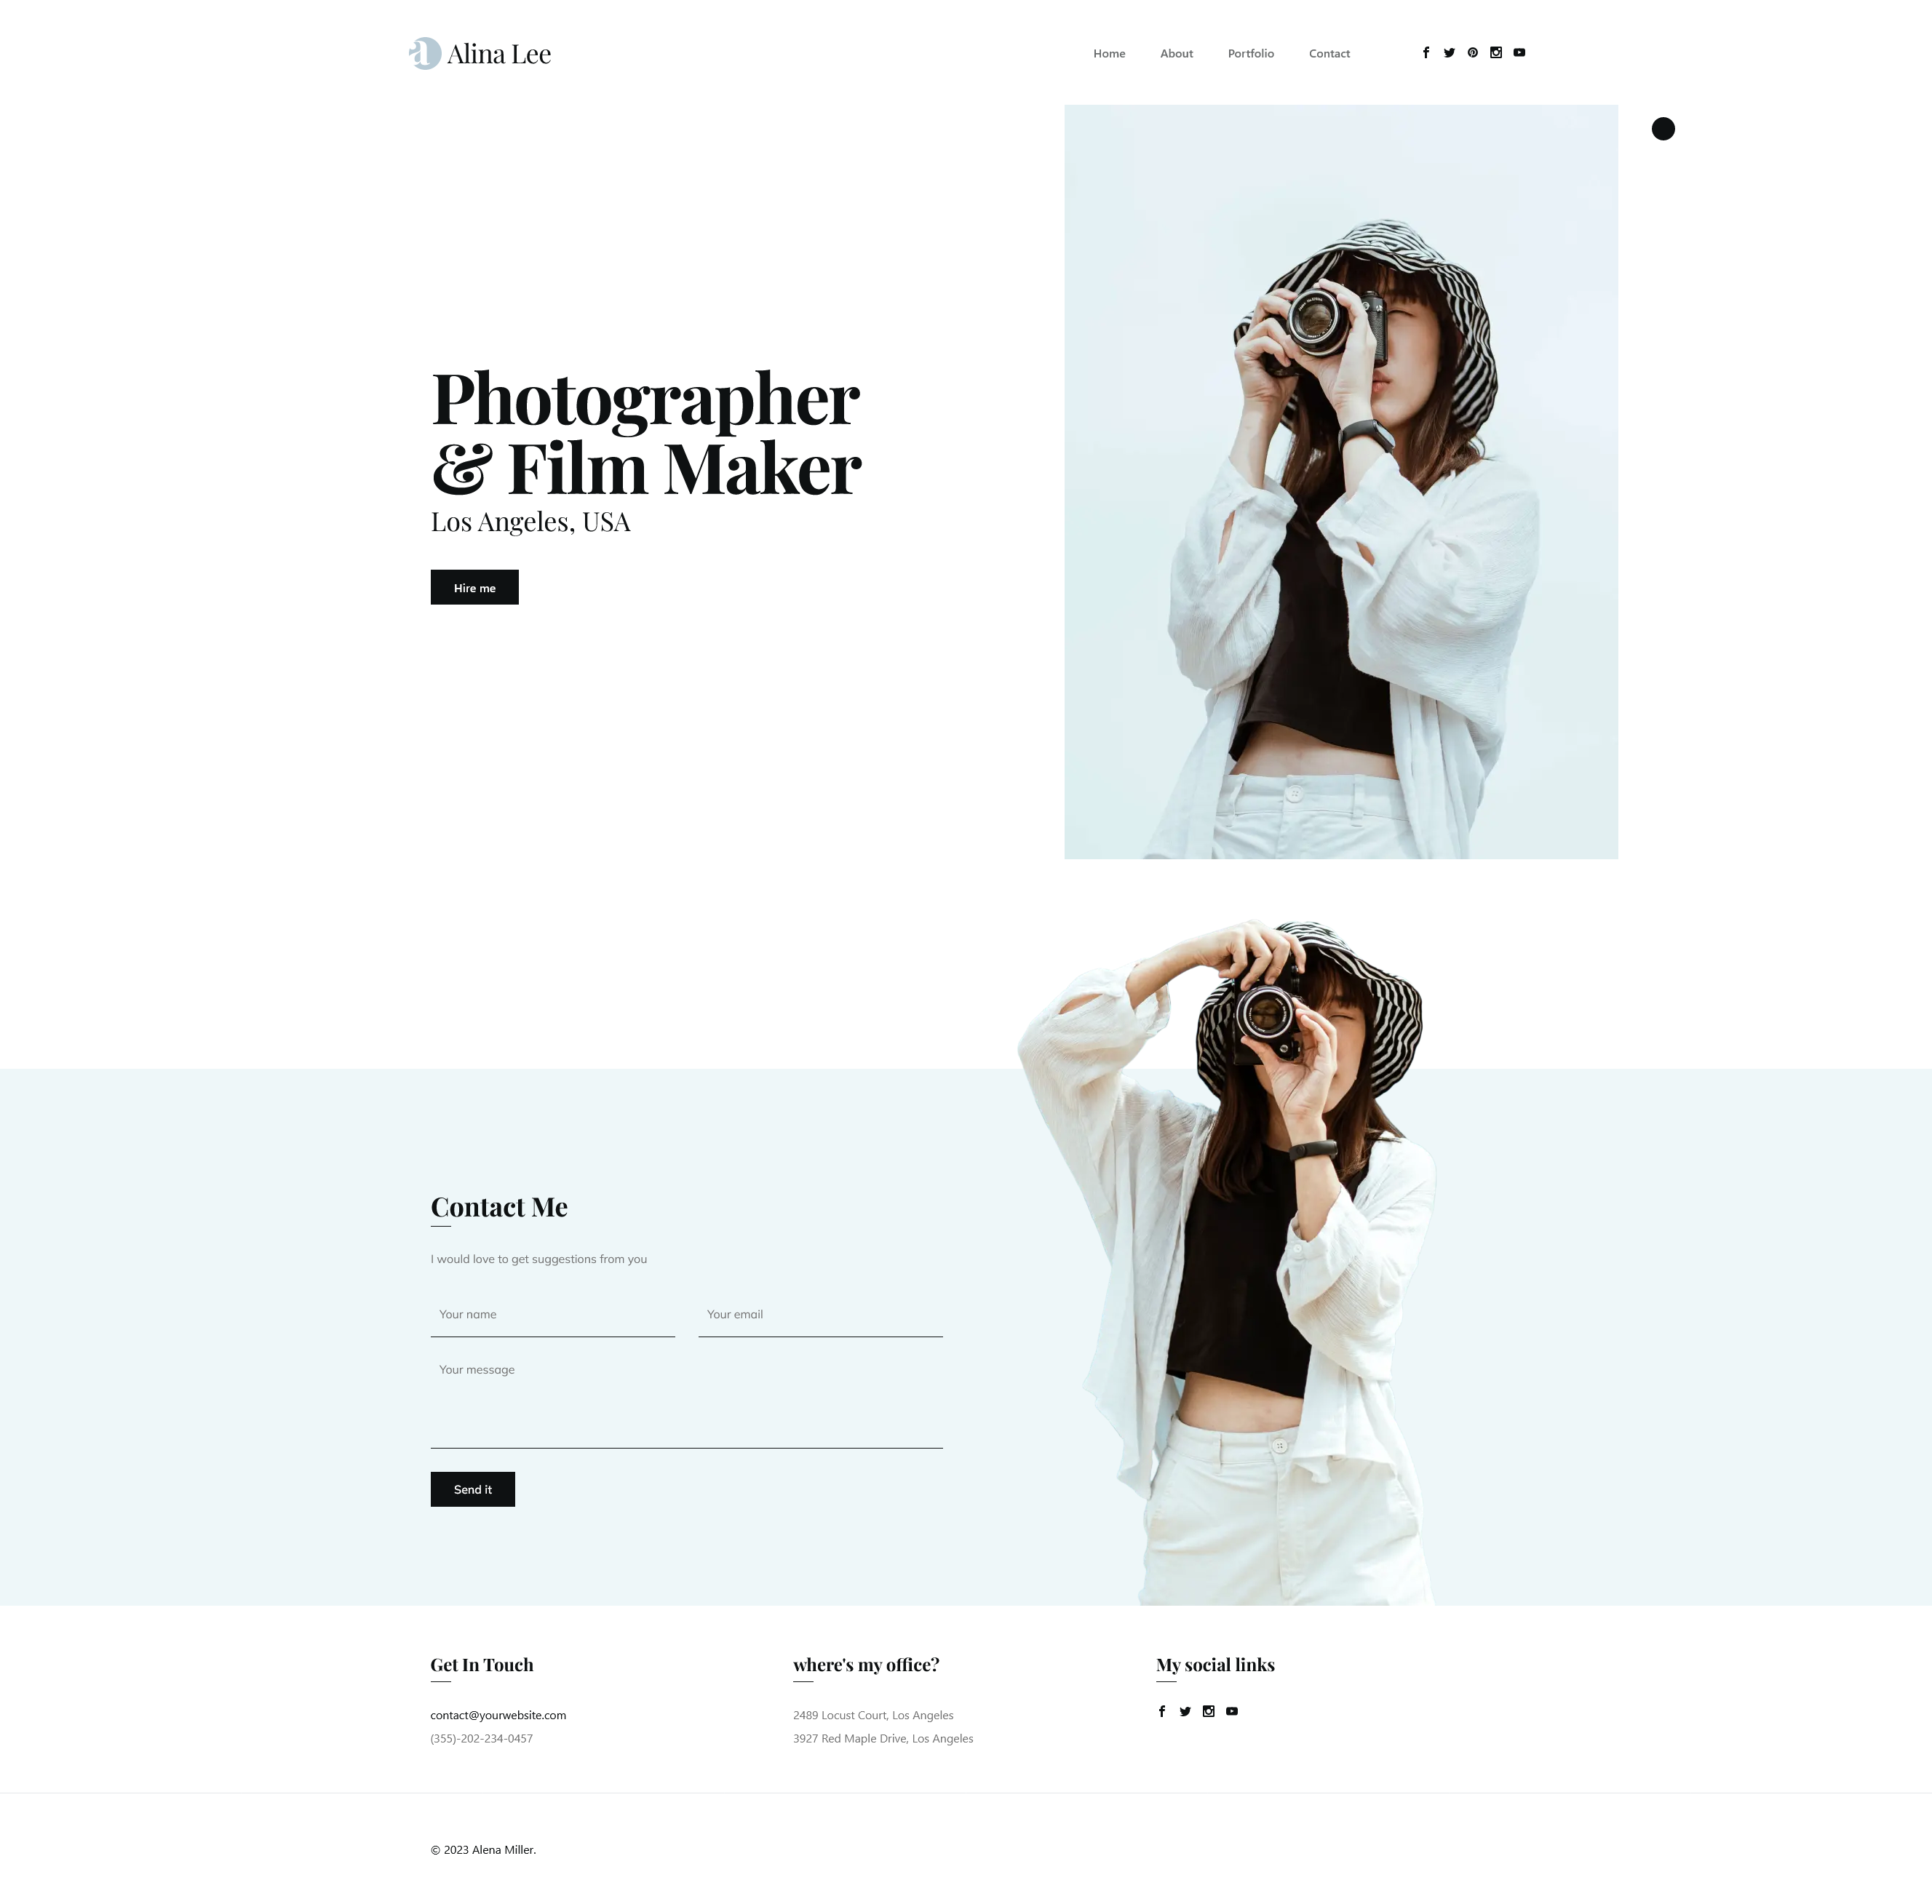 a Alina Lee
Home About Portfolio Contact
Photographer
& Film Maker
Los Angeles, USA
Hire me
Contact Me
I would love to get suggestions from you
Your name Your email
Your message
Send it
Get In Touch
contact@yourwebsite.com
(355)-202-234-0457
where's my office?
2489 Locust Court, Los Angeles
3927 Red Maple Drive, Los Angeles
My social links
© 2023 Alena Miller.